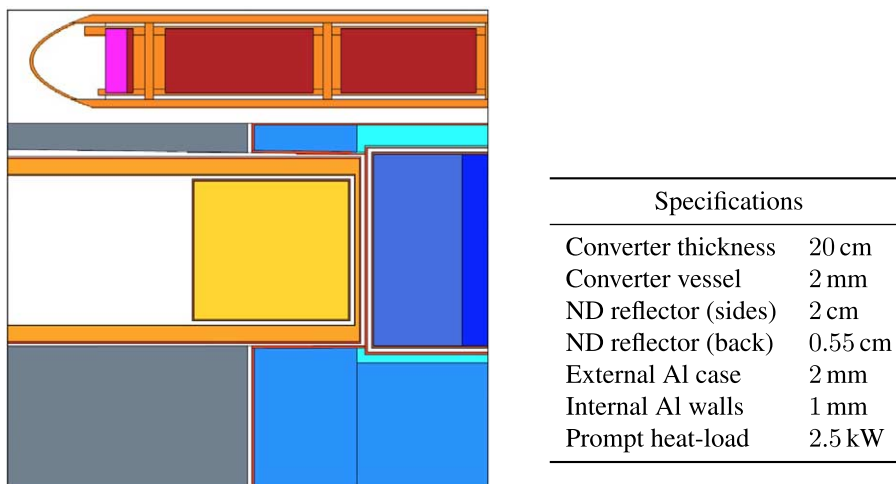 Specifications
Converter thickness 20 cm
Converter vessel 2 mm
ND reflector (sides) 2 cm
ND reflector (back) 0.55 cm
External Al case 2 mm
Internal Al walls 1 mm
Prompt heat-load 2.5 kW